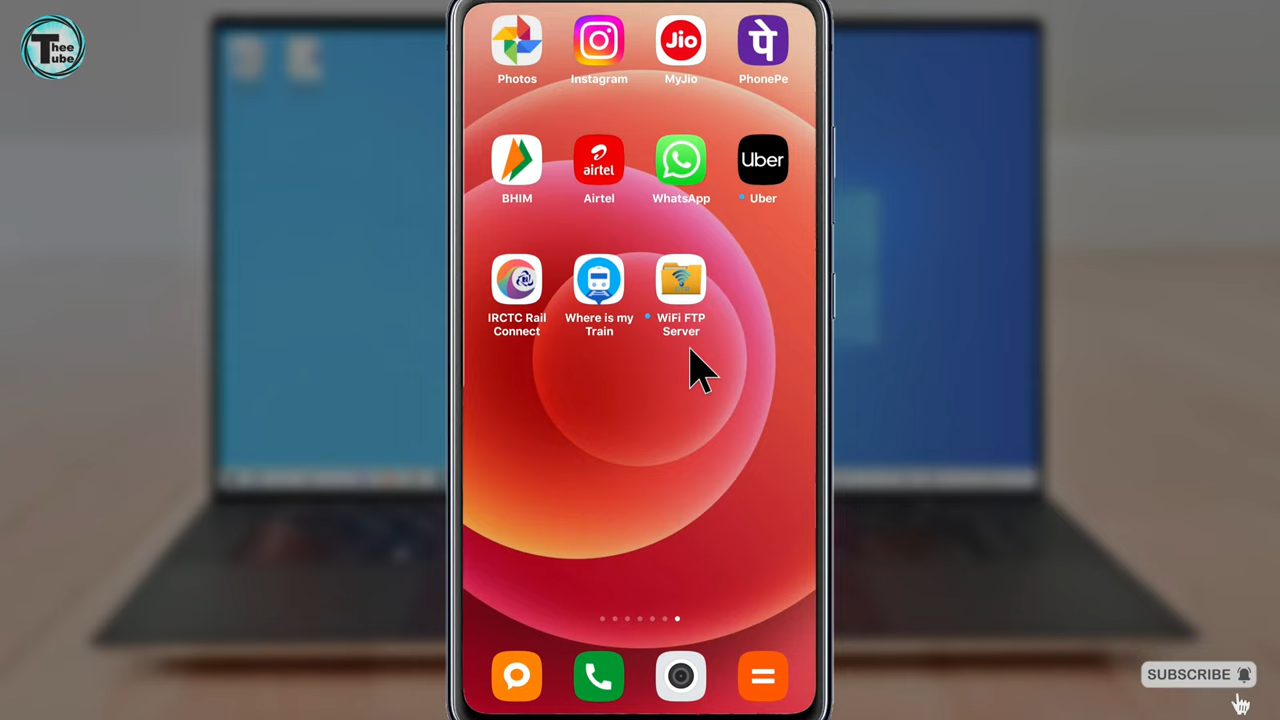 Thee
Tube
Photos
Instagram
Jio
MyJio
पे
PhonePe
BHIM
airtel
Airtel
WhatsApp
Uber
Uber
IRCTC Rail
Connect
Where is my
Train
WiFi FTP
Server
SUBSCRIBE